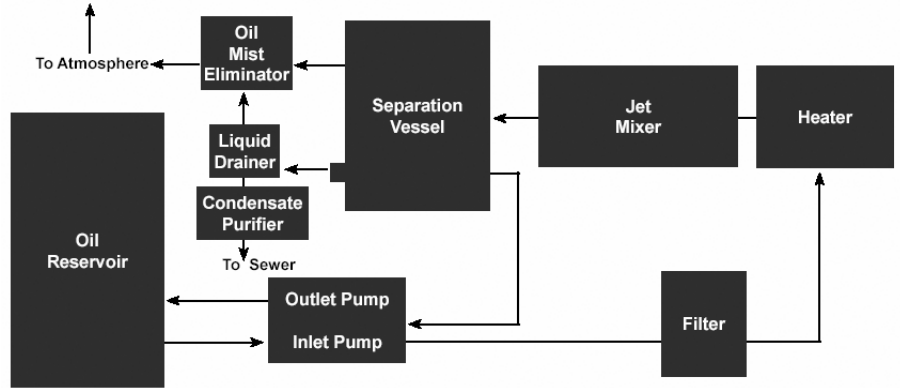 Oil
Mist
Eliminator
To Atmosphere
Separation
Vessel
Jet
Mixer
Heater
Liquid
Drainer
Condensate
Purifier
To Sewer
Oil
Reservoir
Outlet Pump
Inlet Pump
Filter